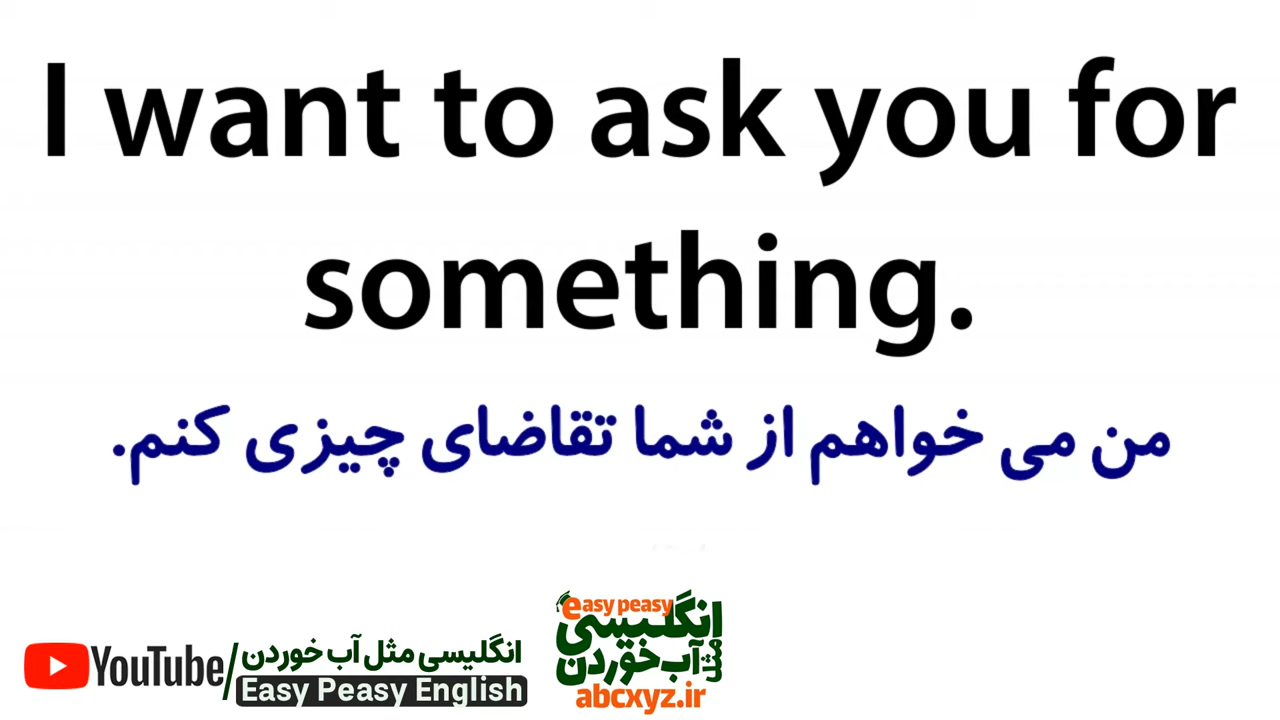 I want to ask you for
something.
من می خواهم از شما تقاضای چیزی کنم.
YouTube/انگلیسی مثل آب خوردن
Easy Peasy English
easy peasy
انگلیسی
مثل
آب خوردن
abcxyz.ir